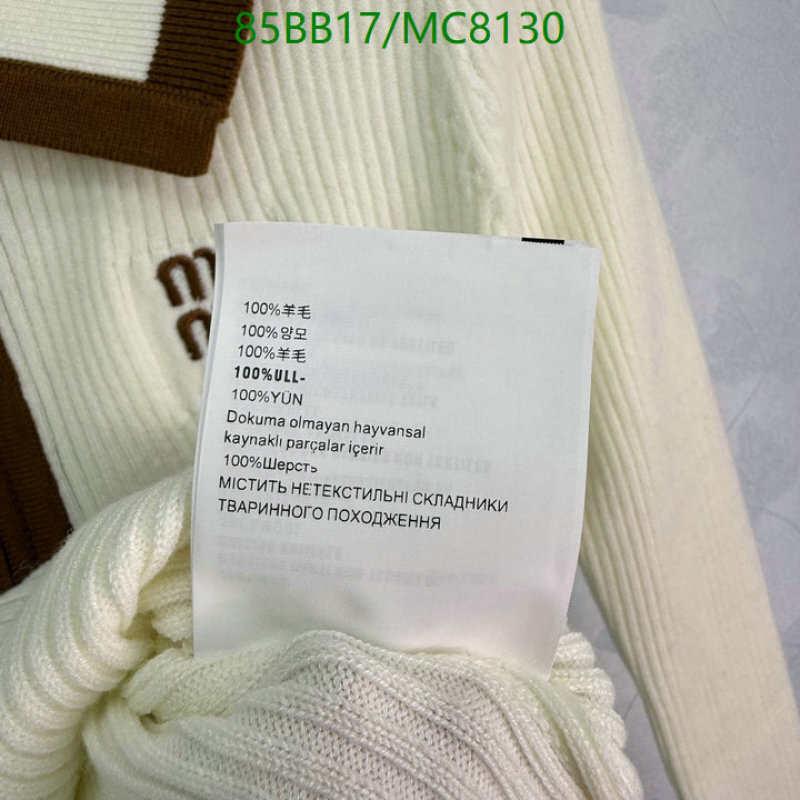 85BB17/MC8130
100%羊毛
100%양모
100%羊毛
100%ULL-
100%YÜN
Dokuma olmayan hayvansal
kaynaklı parçalar içerir
100%Шерсть
МІСТИТЬ НЕТЕКСТИЛЬНІ СКЛАДНИКИ
ТВАРИННОГО ПОХОДЖЕННЯ